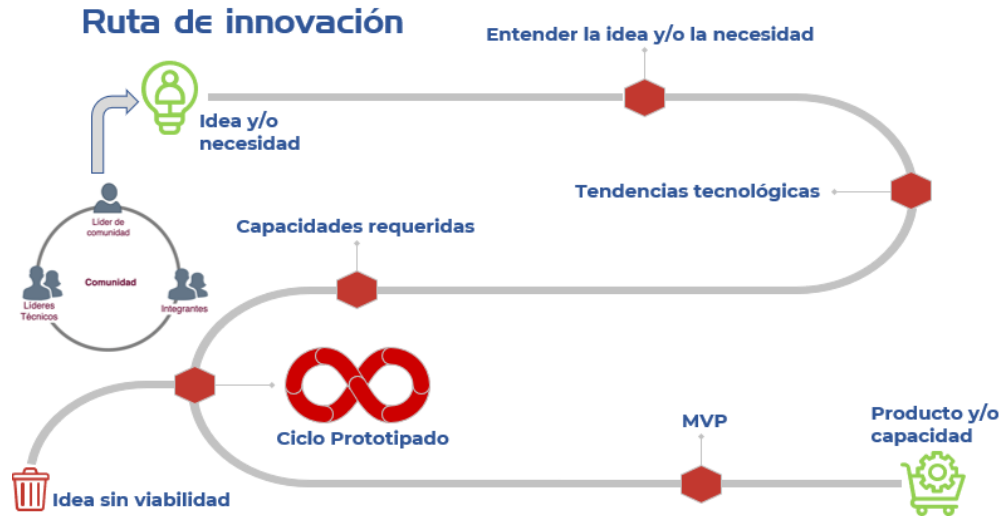 Ruta de innovación
Entender la idea y/o la necesidad
Idea y/o
necesidad
Tendencias tecnológicas
Líder de
comunidad
Comunidad
Líderes
Técnicos
Integrantes
Capacidades requeridas
Ciclo Prototipado
MVP
Producto y/o
capacidad
Idea sin viabilidad